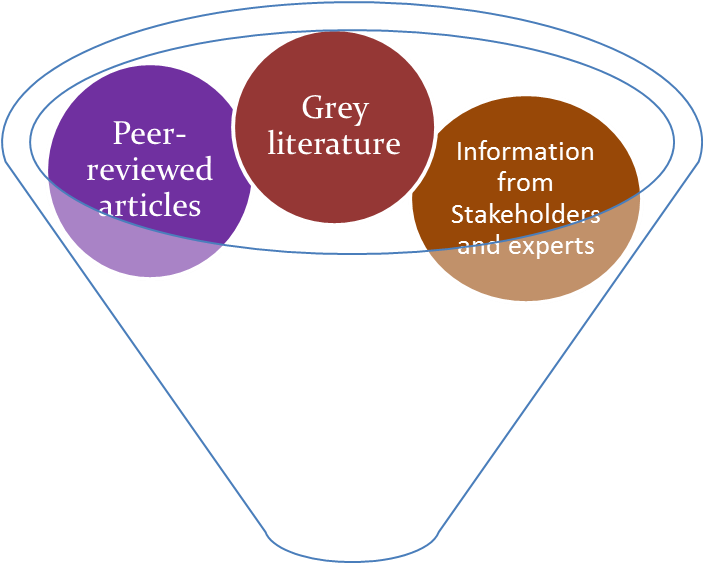 Peer-
reviewed
articles
Grey
literature
Information
from
Stakeholders
and experts